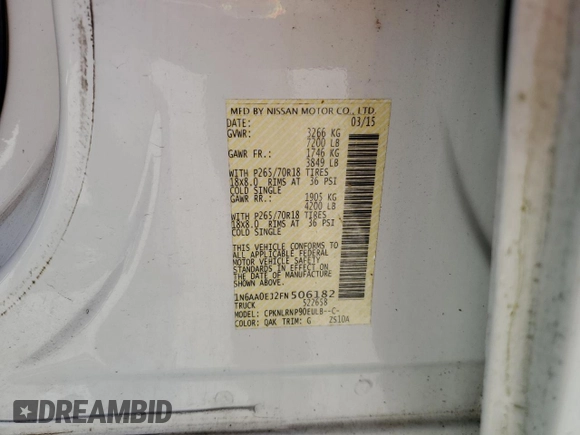 MFD BY NISSAN MOTOR CO., LTD.
DATE: 03/15
GVWR: 3266 KG
7200 LB
GAWR FR.: 1746 KG
3849 LB
WITH P265/70R18 TIRES
18X8.0 RIMS AT 36 PSI
COLD SINGLE
GAWR RR.: 1905 KG
4200 LB
WITH P265/70R18 TIRES
18X8.0 RIMS AT 36 PSI
COLD SINGLE
THIS VEHICLE CONFORMS TO
ALL APPLICABLE FEDERAL
MOTOR VEHICLE SAFETY
STANDARDS IN EFFECT ON
THE DATE OF MANUFACTURE
SHOWN ABOVE.
1N6AA0EJ2FN506182
TRUCK 522658
MODEL: CPKNLRNP90EULB--C-
COLOR: QAK TRIM: G 2S10A
DREAMBID